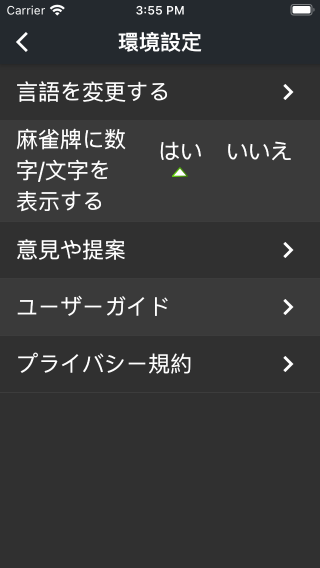 Carrier 3:55 PM
環境設定
言語を変更する
麻雀牌に数
字/文字を
表示する
はい いいえ
意見や提案
ユーザーガイド
プライバシー規約